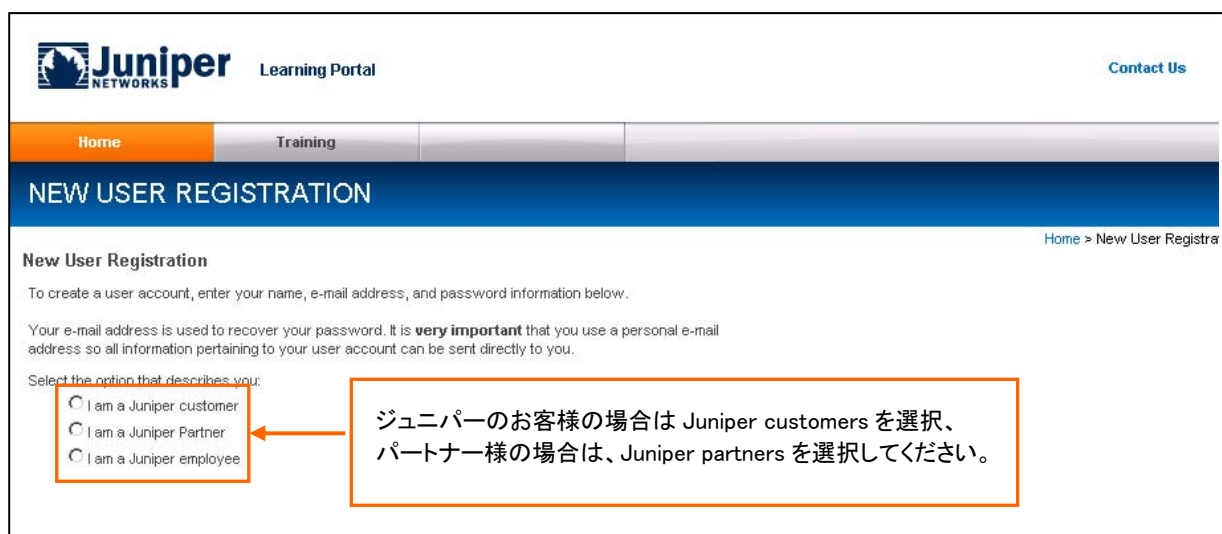 Juniper
NETWORKS
Learning Portal
Contact Us
Home
Training
NEW USER REGISTRATION
Home > New User Registra
New User Registration
To create a user account, enter your name, e-mail address, and password information below.
Your e-mail address is used to recover your password. It is very important that you use a personal e-mail
address so all information pertaining to your user account can be sent directly to you.
Select the option that describes you:
I am a Juniper customer
I am a Juniper Partner
I am a Juniper employee
ジュニパーのお客様の場合は Juniper customers を選択、
パートナー様の場合は、Juniper partners を選択してください。